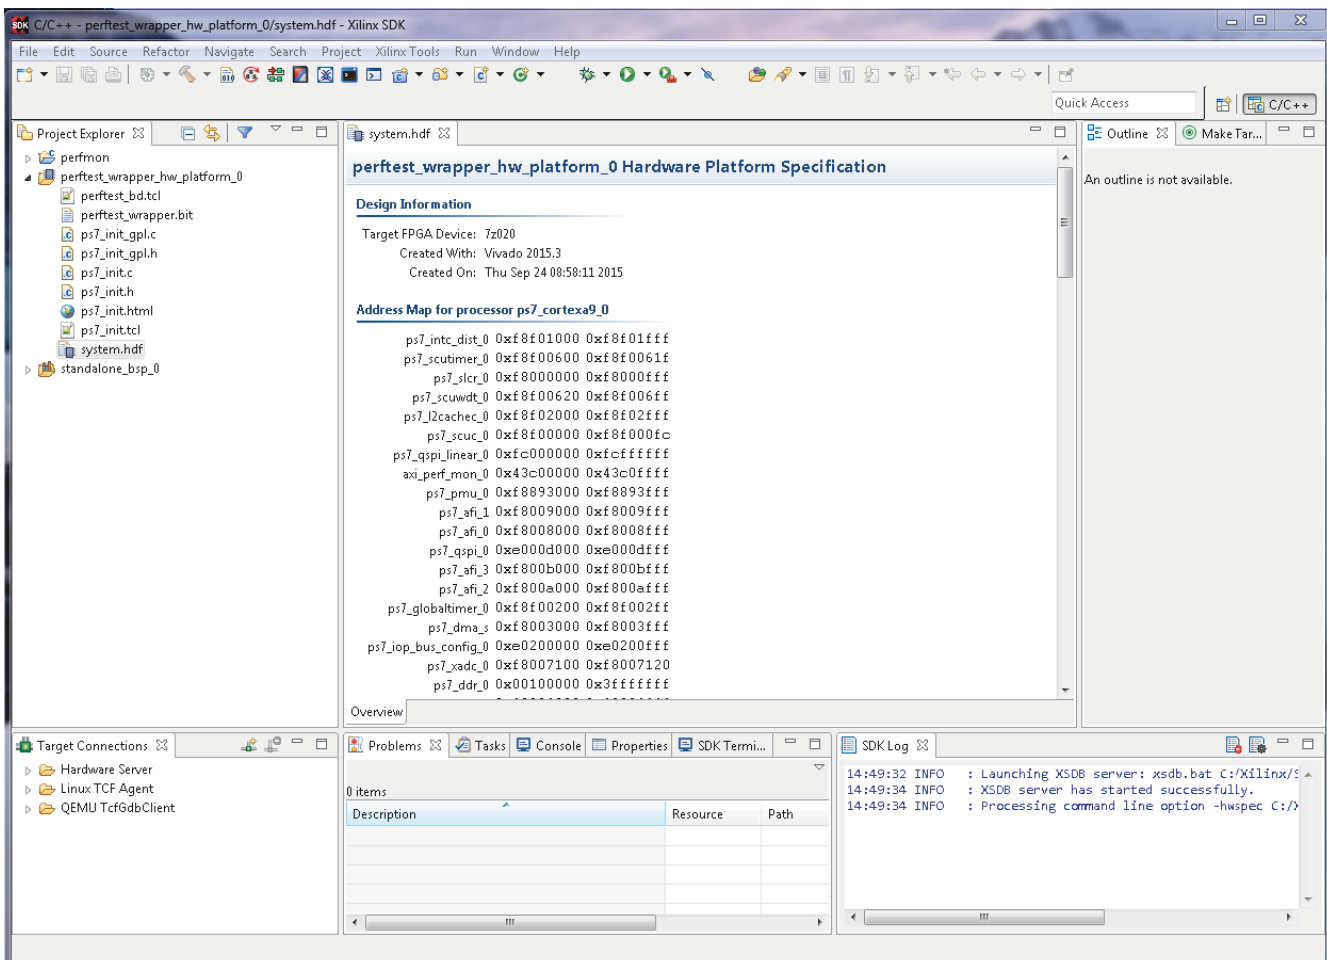 SDK C/C++ - perftest_wrapper_hw_platform_0/system.hdf - Xilinx SDK
File Edit Source Refactor Navigate Search Project Xilinx Tools Run Window Help
Quick Access
C/C++
Project Explorer
perfmon
perftest_wrapper_hw_platform_0
perftest_bd.tcl
perftest_wrapper.bit
ps7_init_gpl.c
ps7_init_gpl.h
ps7_init.c
ps7_init.h
ps7_init.html
ps7_init.tcl
system.hdf
standalone_bsp_0
system.hdf
perftest_wrapper_hw_platform_0 Hardware Platform Specification
Design Information
Target FPGA Device: 7z020
Created With: Vivado 2015.3
Created On: Thu Sep 24 08:58:11 2015
Address Map for processor ps7_cortexa9_0
ps7_intc_dist_0 0xf8f01000 0xf8f01fff
ps7_scutimer_0 0xf8f00600 0xf8f0061f
ps7_slcr_0 0xf8000000 0xf8000fff
ps7_scuwdt_0 0xf8f00620 0xf8f006ff
ps7_l2cachec_0 0xf8f02000 0xf8f02fff
ps7_scuc_0 0xf8f00000 0xf8f000fc
ps7_qspi_linear_0 0xfc000000 0xfcffffff
axi_perf_mon_0 0x43c00000 0x43c0ffff
ps7_pmu_0 0xf8893000 0xf8893fff
ps7_afi_1 0xf8009000 0xf8009fff
ps7_afi_0 0xf8008000 0xf8008fff
ps7_qspi_0 0xe000d000 0xe000dfff
ps7_afi_3 0xf800b000 0xf800bfff
ps7_afi_2 0xf800a000 0xf800afff
ps7_globaltimer_0 0xf8f00200 0xf8f002ff
ps7_dma_s 0xf8003000 0xf8003fff
ps7_iop_bus_config_0 0xe0200000 0xe0200fff
ps7_xadc_0 0xf8007100 0xf8007120
ps7_ddr_0 0x00100000 0x3fffffff
Overview
Outline
Make Tar...
An outline is not available.
Target Connections
Hardware Server
Linux TCF Agent
QEMU TcfGdbClient
Problems Tasks Console Properties SDK Termi...
0 items
Description Resource Path
SDK Log
14:49:32 INFO : Launching XSDB server: xsdb.bat C:/Xilinx/
14:49:34 INFO : XSDB server has started successfully.
14:49:34 INFO : Processing command line option -hwspec C:/